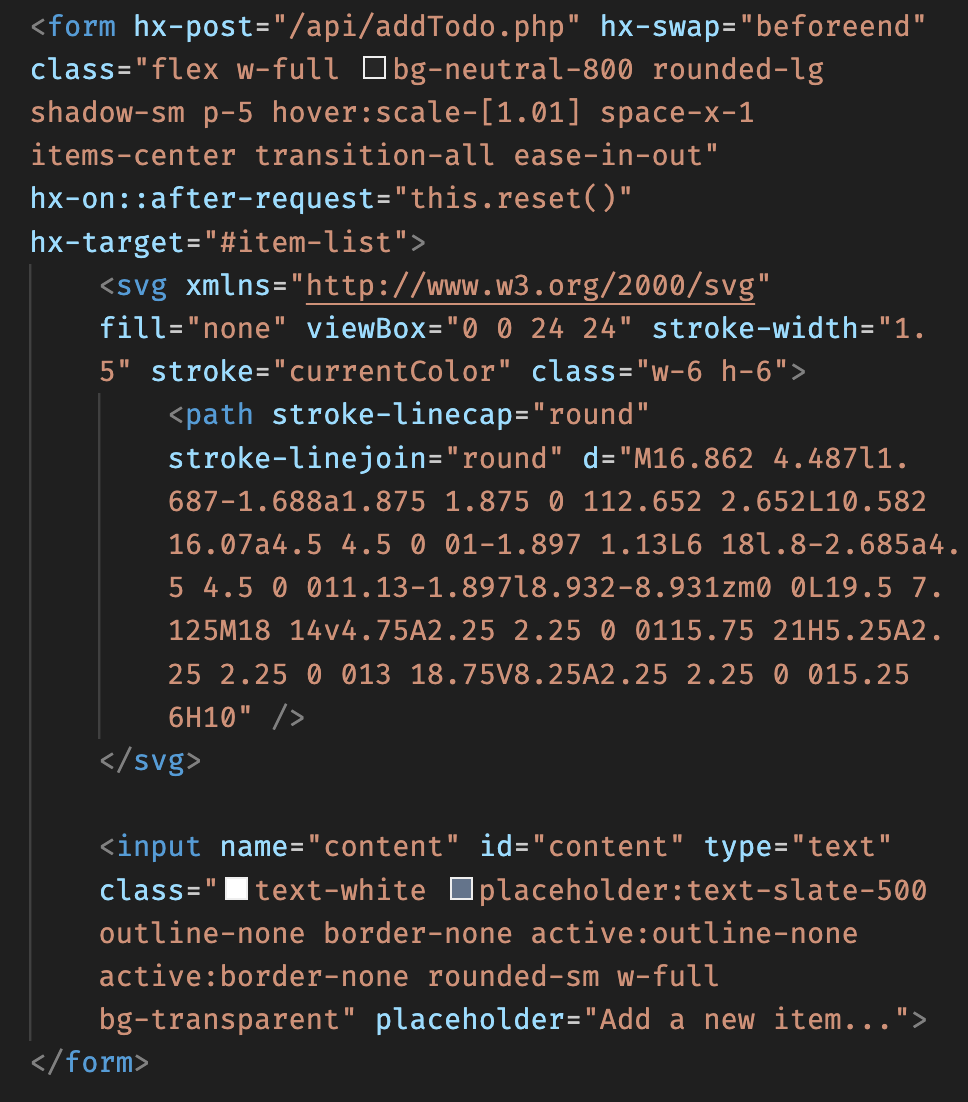 <form hx-post="/api/addTodo.php" hx-swap="beforeend"
class="flex w-full bg-neutral-800 rounded-lg
shadow-sm p-5 hover:scale-[1.01] space-x-1
items-center transition-all ease-in-out"
hx-on::after-request="this.reset()"
hx-target="#item-list">
<svg xmlns="http://www.w3.org/2000/svg"
fill="none" viewBox="0 0 24 24" stroke-width="1.
5" stroke="currentColor" class="w-6 h-6">
<path stroke-linecap="round"
stroke-linejoin="round" d="M16.862 4.487l1.
687-1.688a1.875 1.875 0 112.652 2.652L10.582
16.07a4.5 4.5 0 01-1.897 1.13L6 18l.8-2.685a4.
5 4.5 0 011.13-1.897l8.932-8.931zm0 0L19.5 7.
125M18 14v4.75A2.25 2.25 0 0115.75 21H5.25A2.
25 2.25 0 013 18.75V8.25A2.25 2.25 0 015.25
6H10" />
</svg>
<input name="content" id="content" type="text"
class="text-white placeholder:text-slate-500
outline-none border-none active:outline-none
active:border-none rounded-sm w-full
bg-transparent" placeholder="Add a new item...">
</form>